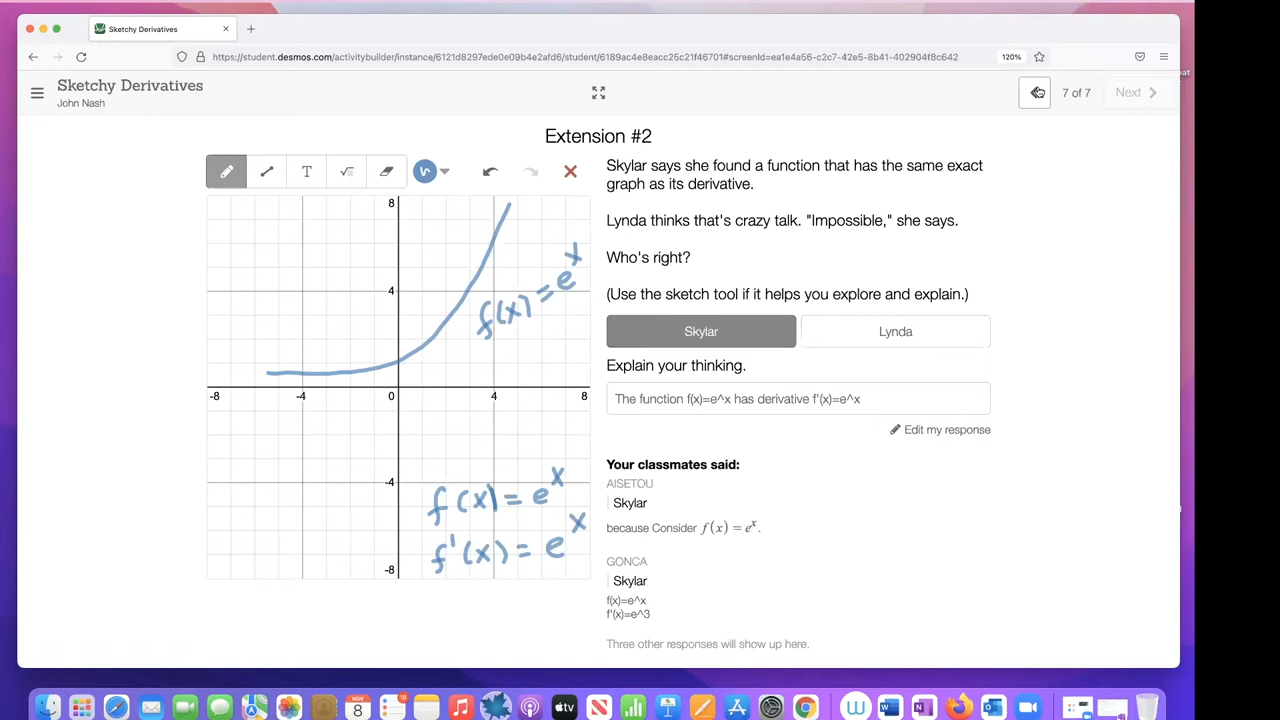 Sketchy Derivatives
https://student.desmos.com/activitybuilder/instance/6121d8297ede0e09b4e2afd6/student/6189ac4e8eacc25c21f46701#screenId=ea1e4a56-c2c7-42e5-8b41-402904f8c642
120%
Sketchy Derivatives
John Nash
7 of 7
Next
Extension #2
T
Skylar says she found a function that has the same exact
graph as its derivative.
Lynda thinks that's crazy talk. "Impossible," she says.
Who's right?
(Use the sketch tool if it helps you explore and explain.)
Skylar
Lynda
Explain your thinking.
The function f(x)=e^x has derivative f'(x)=e^x
Edit my response
Your classmates said:
AISETOU
Skylar
because Consider f(x) = e^x.
GONCA
Skylar
f(x)=e^x
f'(x)=e^3
Three other responses will show up here.
8
4
-8
-4
0
4
8
-4
-8
f(x) = e^x
f(x) = e^x
f'(x) = e^x
NOV
8
tv
W
W
N